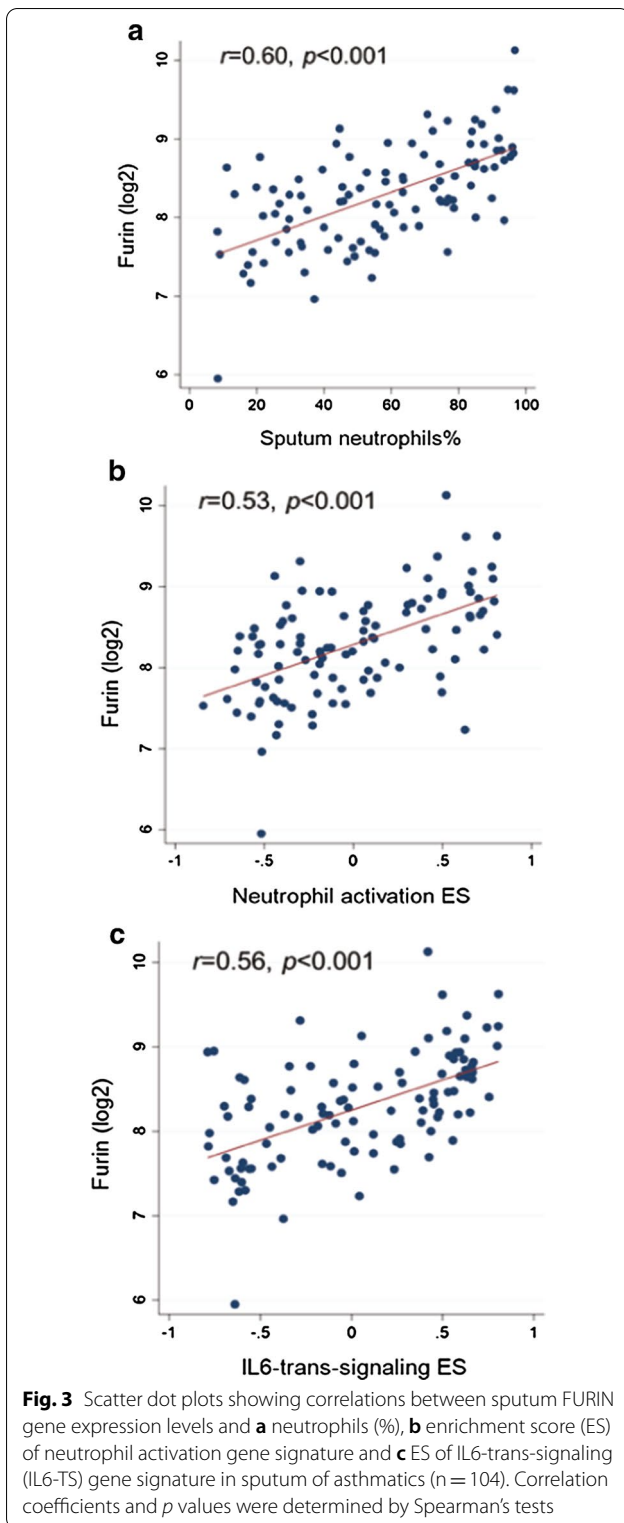 a
r=0.60, p<0.001
10
9
8
7
6
Furin (log2)
0 20 40 60 80 100
Sputum neutrophils%
b
r=0.53, p<0.001
10
9
8
7
6
Furin (log2)
-1 -.5 0 .5 1
Neutrophil activation ES
c
r=0.56, p<0.001
10
9
8
7
6
Furin (log2)
-1 -.5 0 .5 1
IL6-trans-signaling ES
Fig. 3 Scatter dot plots showing correlations between sputum FURIN
gene expression levels and a neutrophils (%), b enrichment score (ES)
of neutrophil activation gene signature and c ES of IL6-trans-signaling
(IL6-TS) gene signature in sputum of asthmatics (n = 104). Correlation
coefficients and p values were determined by Spearman's tests